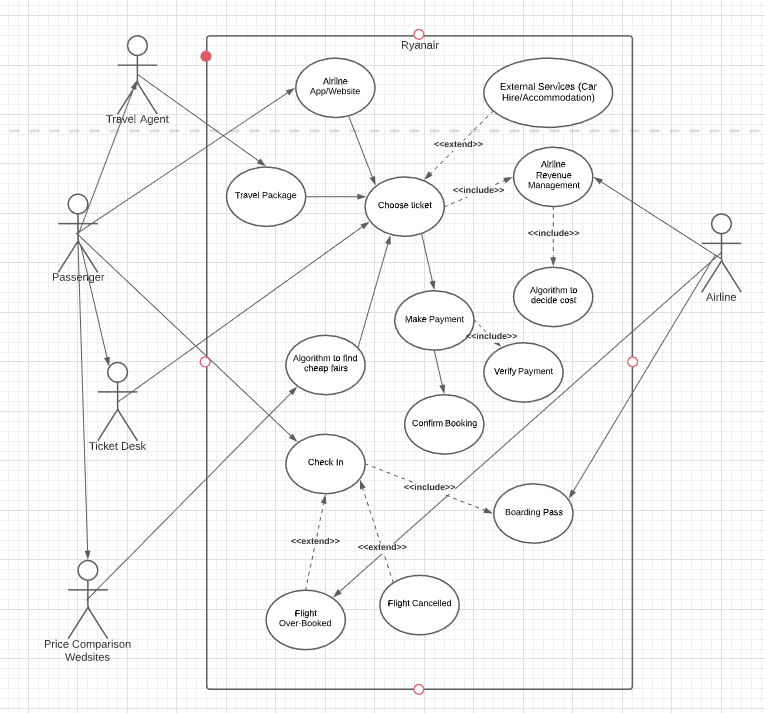 Ryanair
Airline
App/Website
External Services (Car
Hire/Accommodation)
Travel Agent
<<extend>>
Airline
Revenue
Management
Travel Package
<<include>>
Choose ticket
<<include>>
Passenger
Airline
Algorithm to
decide cost
Make Payment
<<include>>
Algorithm to find
cheap fairs
Verify Payment
Confirm Booking
Ticket Desk
Check In
<<include>>
Boarding Pass
<<extend>>
<<extend>>
Flight
Over-Booked
Flight Cancelled
Price Comparison
Wedsites